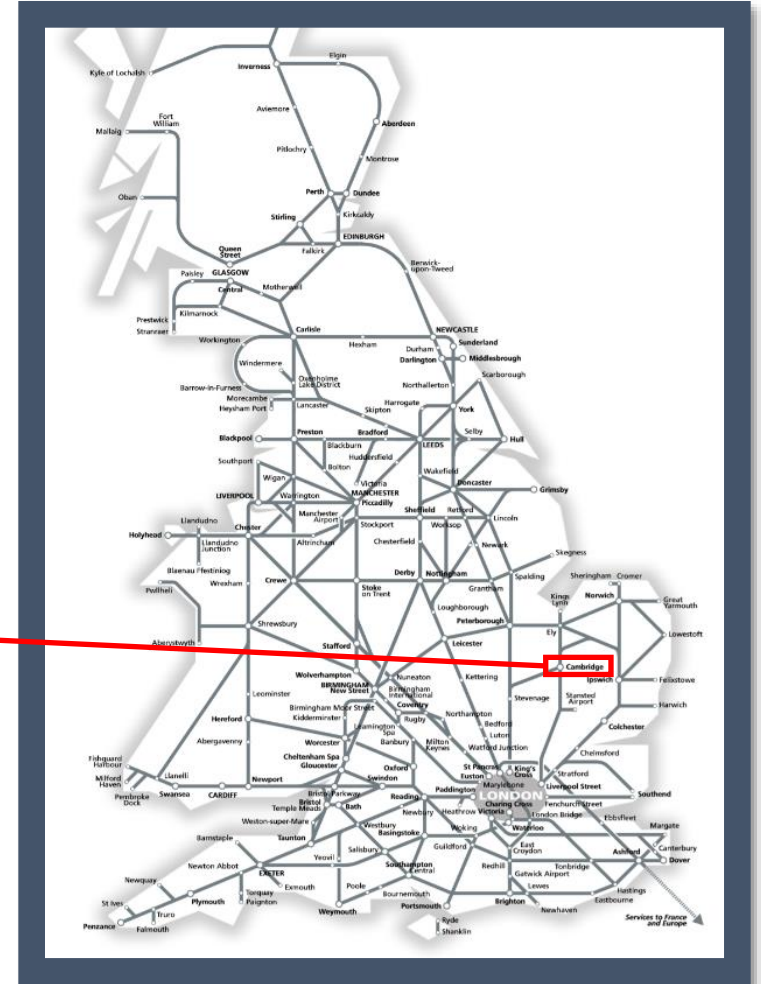 Elgin
Inverness
Kyle of Lochalsh
Aviemore
Fort
William
Aberdeen
Mallaig
Pitlochry
Montrose
Perth
Dundee
Oban
Stirling
Kirkcaldy
EDINBURGH
Queen
Street
Falkirk
Berwick-
upon-Tweed
Paisley
GLASGOW
Central
Motherwell
Prestwick
Kilmarnock
Stranraer
Carlisle
NEWCASTLE
Workington
Hexham
Durham
Sunderland
Darlington
Middlesbrough
Windermere
Scarborough
Oxenholme
Lake District
Barrow-in-Furness
Northallerton
Morecambe
Heysham Port
Lancaster
Harrogate
York
Skipton
Blackpool
Preston
Bradford
LEEDS
Selby
Hull
Blackburn
Huddersfield
Southport
Bolton
Wakefield
Wigan
Victoria
Doncaster
Grimsby
LIVERPOOL
Warrington
MANCHESTER
Piccadilly
Manchester
Airport
Sheffield
Retford
Lincoln
Llandudno
Chester
Stockport
Worksop
Holyhead
Llandudno
Junction
Altrincham
Chesterfield
Newark
Skegness
Blaenau Ffestiniog
Derby
Nottingham
Spalding
Sheringham
Cromer
Pwllheli
Wrexham
Crewe
Stoke
on Trent
Grantham
Kings
Lynn
Norwich
Great
Yarmouth
Loughborough
Peterborough
Shrewsbury
Ely
Lowestoft
Aberystwyth
Stafford
Leicester
Cambridge
Wolverhampton
Nuneaton
Kettering
Ipswich
Felixstowe
BIRMINGHAM
New Street
Birmingham
International
Leominster
Stevenage
Stansted
Airport
Birmingham Moor Street
Coventry
Harwich
Hereford
Kidderminster
Rugby
Northampton
Bedford
Colchester
Leamington
Spa
Abergavenny
Worcester
Banbury
Milton
Keynes
Luton
Watford Junction
Chelmsford
Fishguard
Harbour
Cheltenham Spa
Gloucester
Oxford
St Pancras
King's
Cross
Euston
Stratford
Milford
Haven
Llanelli
Newport
Swindon
Marylebone
Liverpool Street
Pembroke
Dock
Swansea
CARDIFF
Bristol Parkway
Reading
Paddington
LONDON
Southend
Bristol
Temple Meads
Bath
Charing Cross
Fenchurch Street
Newbury
Heathrow
Victoria
London Bridge
Ebbsfleet
Weston-super-Mare
Westbury
Basingstoke
Waterloo
Margate
Barnstaple
Taunton
Woking
East
Croydon
Canterbury
Salisbury
Guildford
Ashford
Dover
Newton Abbot
Yeovil
Southampton
Central
Redhill
Tonbridge
Gatwick Airport
EXETER
Newquay
Exmouth
Poole
Lewes
Hastings
St Ives
Plymouth
Torquay
Paignton
Bournemouth
Eastbourne
Truro
Weymouth
Portsmouth
Brighton
Newhaven
Penzance
Falmouth
Ryde
Shanklin
Services to France
and Europe